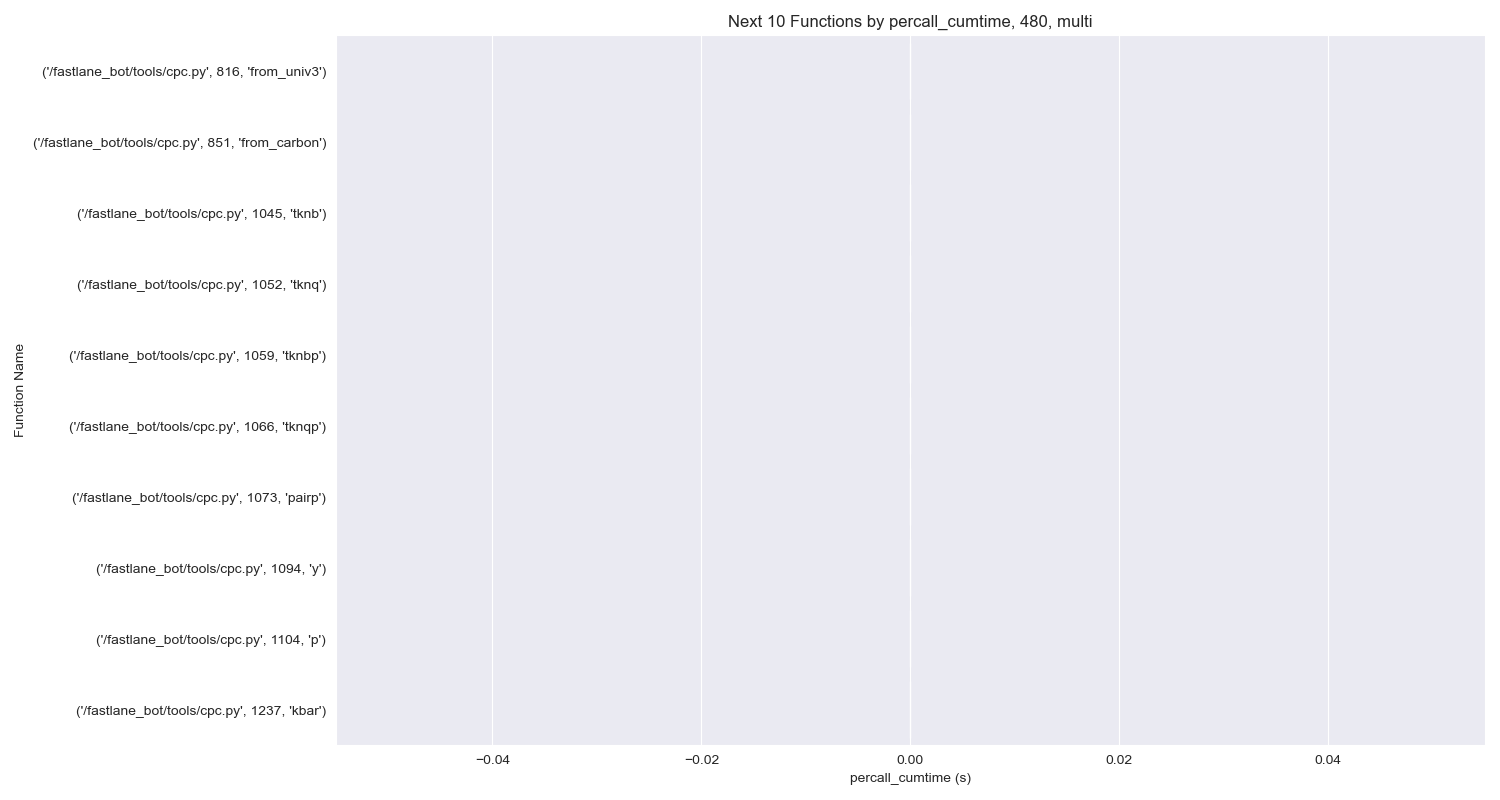 Next 10 Functions by percall_cumtime, 480, multi
('/fastlane_bot/tools/cpc.py', 816, 'from_univ3')
('/fastlane_bot/tools/cpc.py', 851, 'from_carbon')
('/fastlane_bot/tools/cpc.py', 1045, 'tknb')
('/fastlane_bot/tools/cpc.py', 1052, 'tknq')
('/fastlane_bot/tools/cpc.py', 1059, 'tknbp')
('/fastlane_bot/tools/cpc.py', 1066, 'tknqp')
('/fastlane_bot/tools/cpc.py', 1073, 'pairp')
('/fastlane_bot/tools/cpc.py', 1094, 'y')
('/fastlane_bot/tools/cpc.py', 1104, 'p')
('/fastlane_bot/tools/cpc.py', 1237, 'kbar')
Function Name
−0.04 −0.02 0.00 0.02 0.04
percall_cumtime (s)